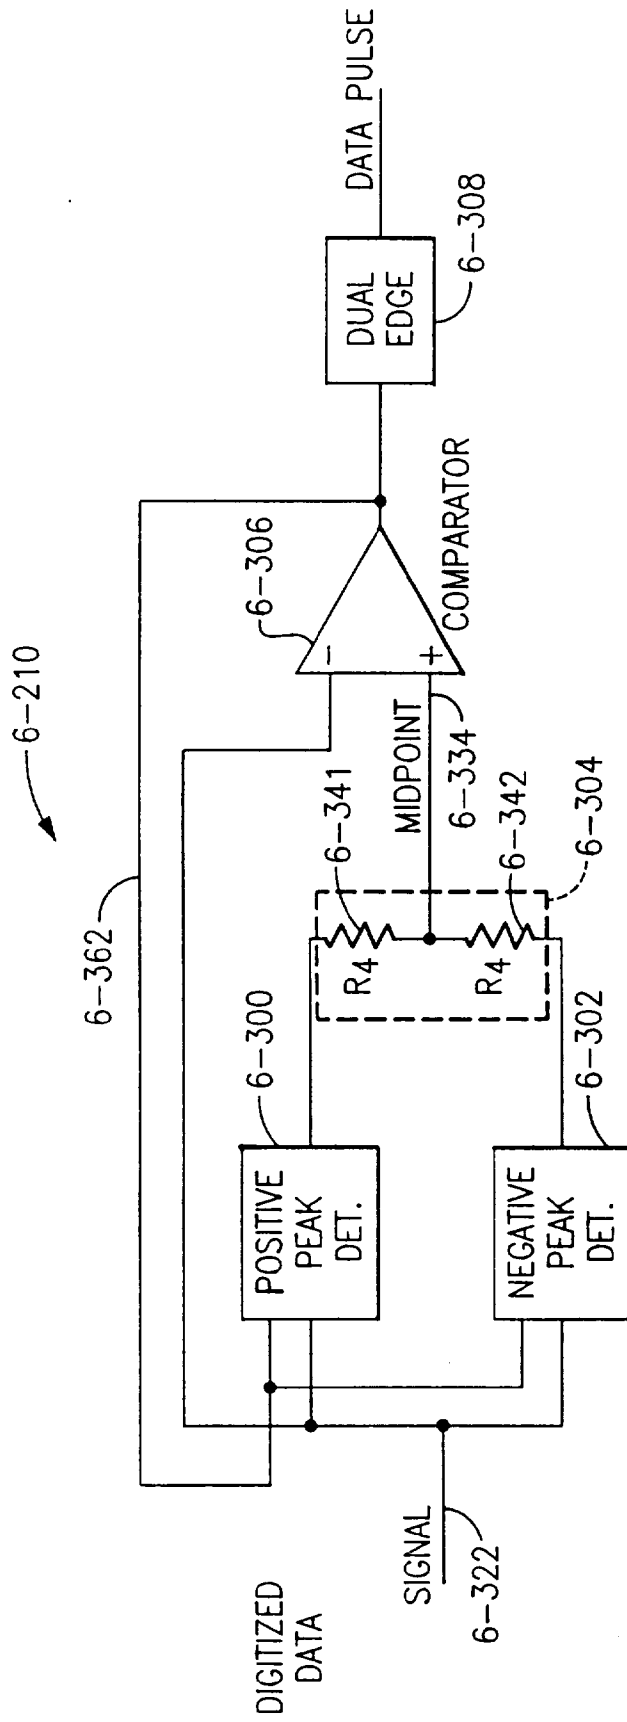 6-210
6-362
DIGITIZED
DATA
SIGNAL
6-322
POSITIVE
PEAK
DET.
6-300
NEGATIVE
PEAK
DET.
6-302
R4
R4
6-341
6-342
6-304
MIDPOINT
6-334
-
+
6-306
COMPARATOR
DUAL
EDGE
6-308
DATA PULSE